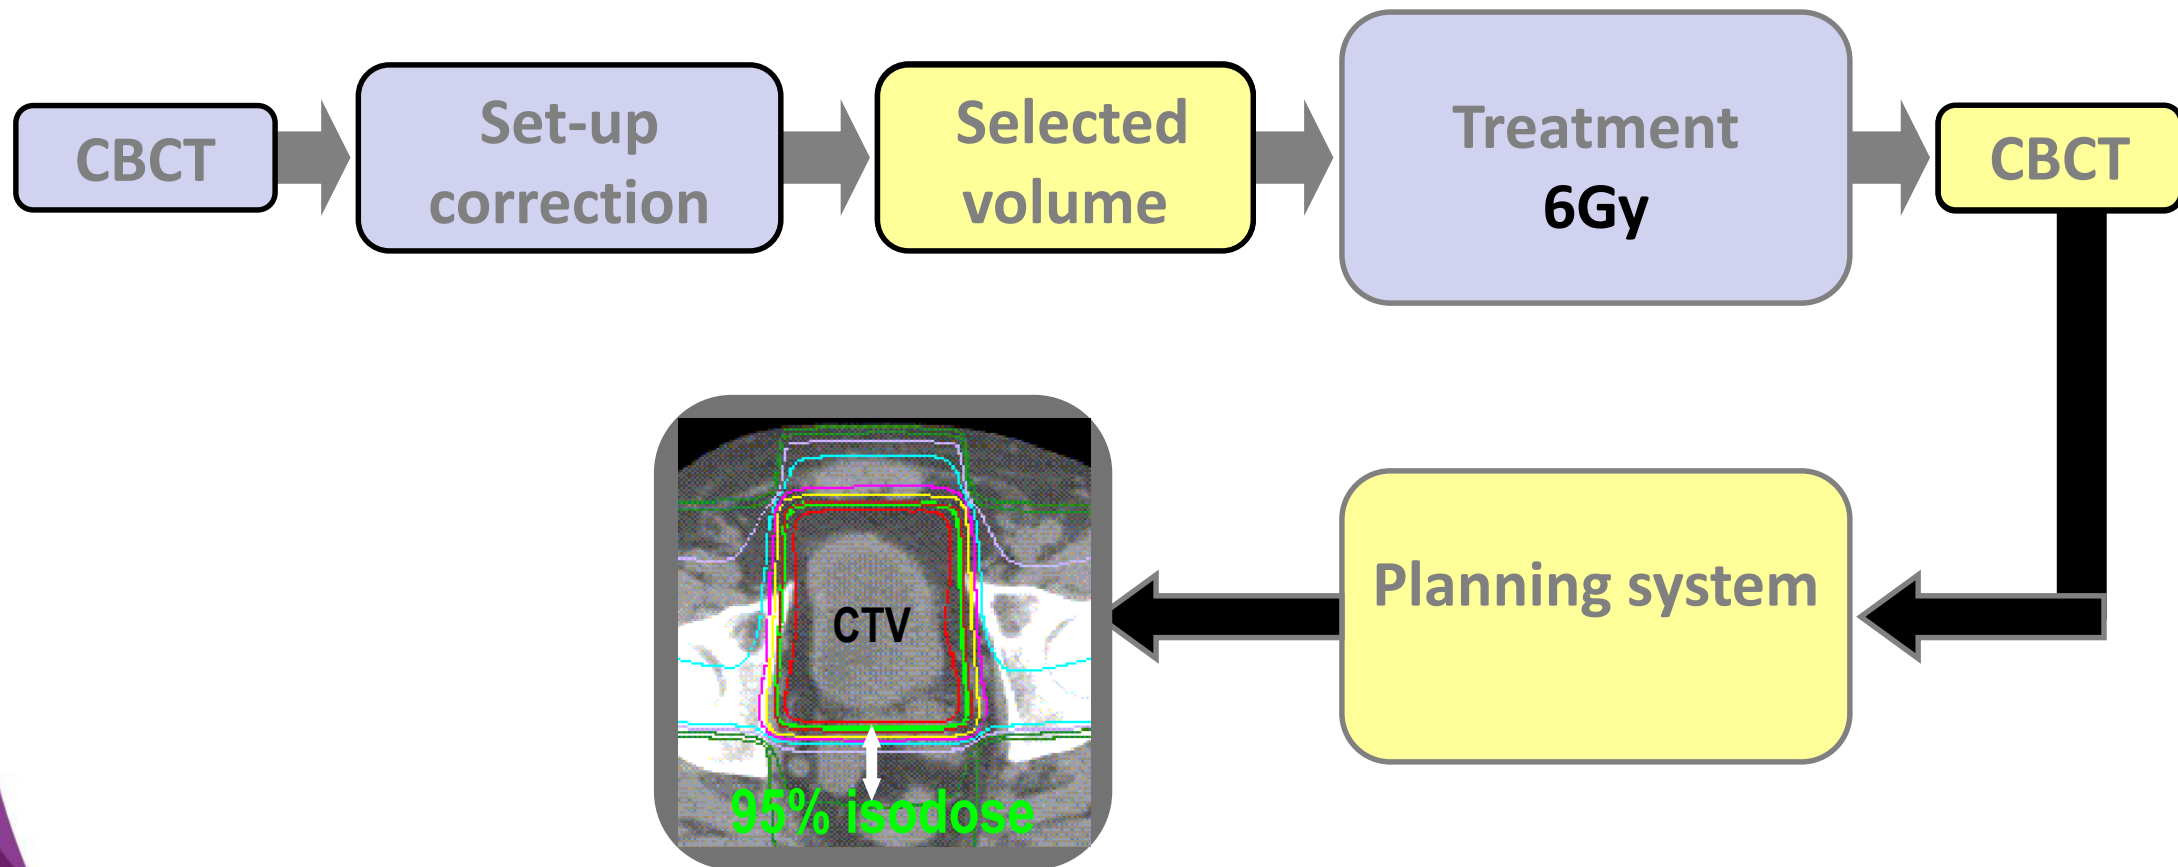 CBCT
Set-up
correction
Selected
volume
Treatment
6Gy
CBCT
Planning system
CTV
95% isodose